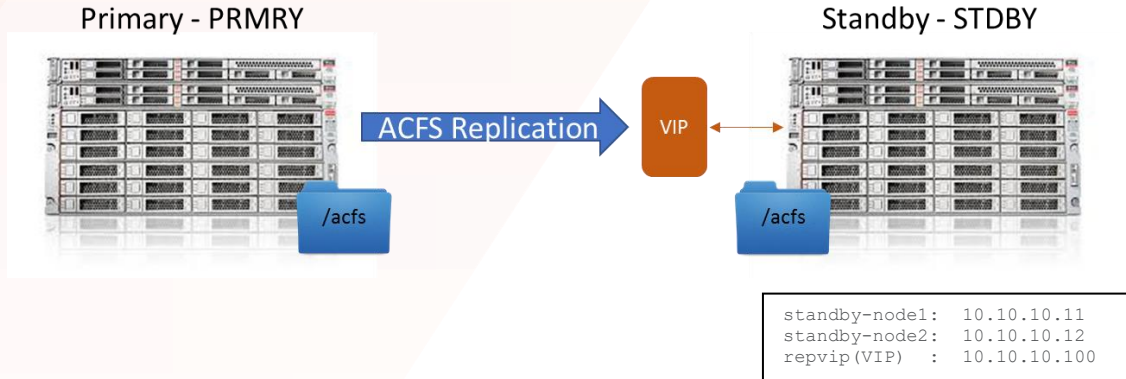 Primary - PRMRY
Standby - STDBY
ACFS Replication
VIP
/acfs
/acfs
standby-node1:  10.10.10.11
standby-node2:  10.10.10.12
repvip(VIP)  :  10.10.10.100